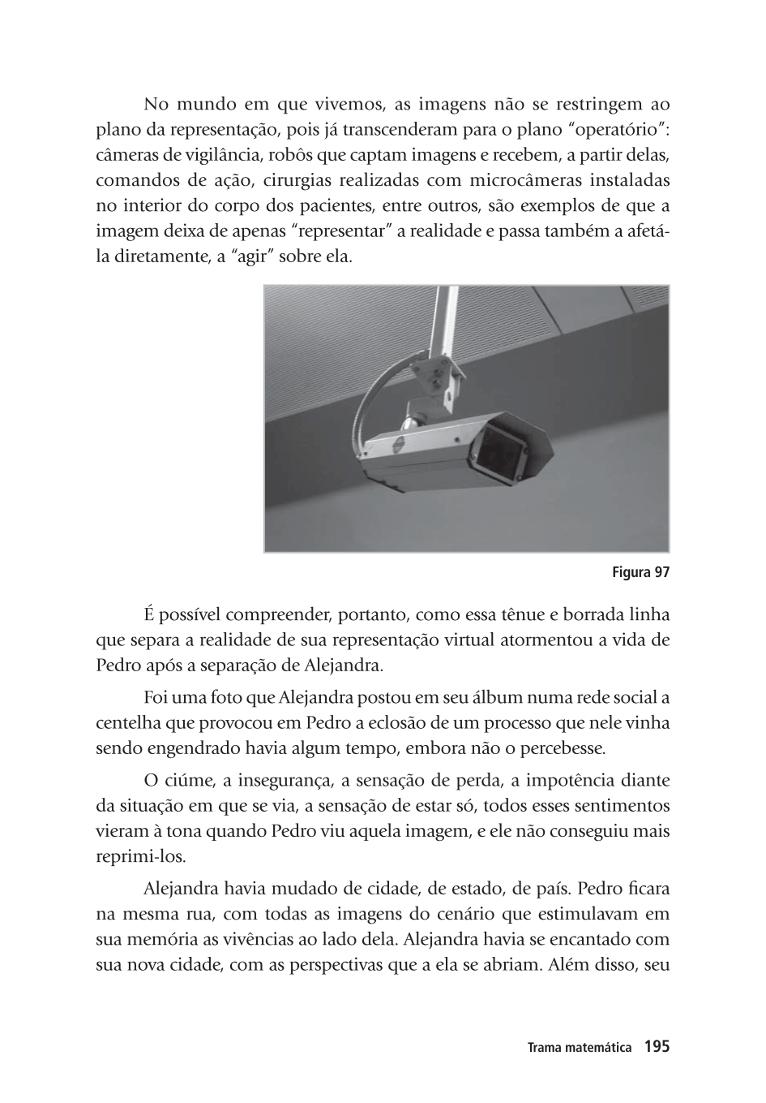 No mundo em que vivemos, as imagens não se restringem ao
plano da representação, pois já transcenderam para o plano “operatório”:
câmeras de vigilância, robôs que captam imagens e recebem, a partir delas,
comandos de ação, cirurgias realizadas com microcâmeras instaladas
no interior do corpo dos pacientes, entre outros, são exemplos de que a
imagem deixa de apenas “representar” a realidade e passa também a afetá-
la diretamente, a “agir” sobre ela.
Figura 97
É possível compreender, portanto, como essa tênue e borrada linha
que separa a realidade de sua representação virtual atormentou a vida de
Pedro após a separação de Alejandra.
Foi uma foto que Alejandra postou em seu álbum numa rede social a
centelha que provocou em Pedro a eclosão de um processo que nele vinha
sendo engendrado havia algum tempo, embora não o percebesse.
O ciúme, a insegurança, a sensação de perda, a impotência diante
da situação em que se via, a sensação de estar só, todos esses sentimentos
vieram à tona quando Pedro viu aquela imagem, e ele não conseguiu mais
reprimi-los.
Alejandra havia mudado de cidade, de estado, de país. Pedro ficara
na mesma rua, com todas as imagens do cenário que estimulavam em
sua memória as vivências ao lado dela. Alejandra havia se encantado com
sua nova cidade, com as perspectivas que a ela se abriam. Além disso, seu
Trama matemática 195